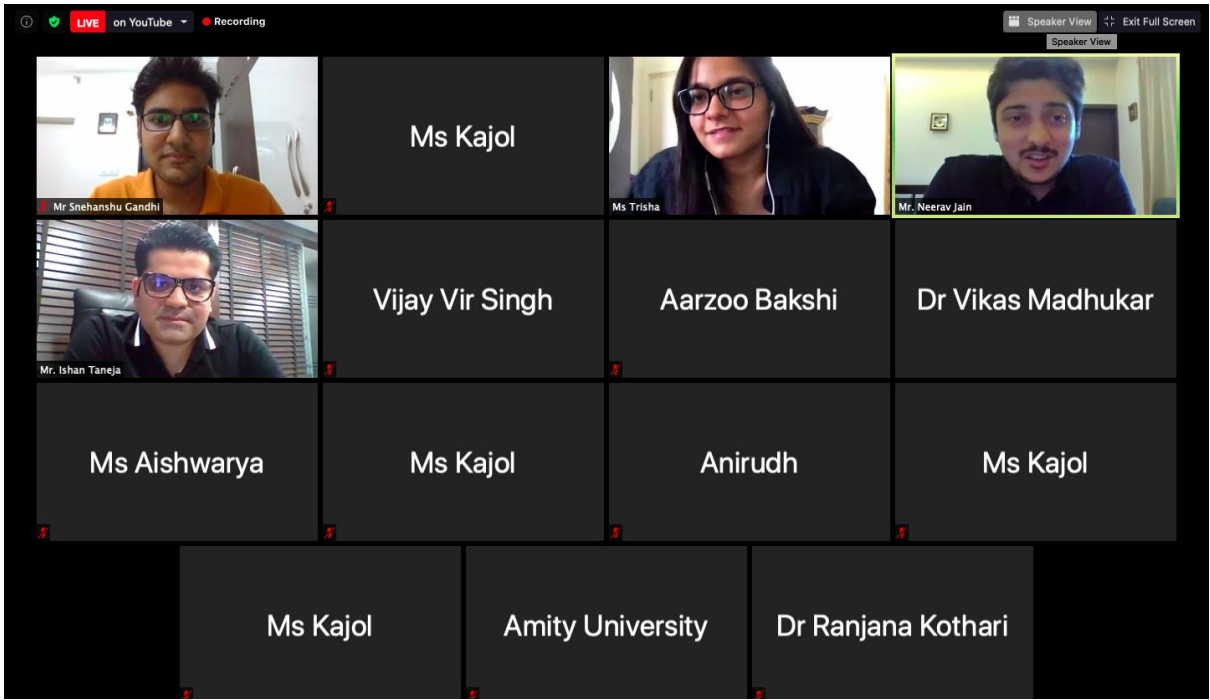 LIVE on YouTube Recording
Speaker View Exit Full Screen
Speaker View
Mr Snehanshu Gandhi
Ms Kajol
Ms Trisha
Mr. Neerav Jain
Mr. Ishan Taneja
Vijay Vir Singh
Aarzoo Bakshi
Dr Vikas Madhukar
Ms Aishwarya
Ms Kajol
Anirudh
Ms Kajol
Ms Kajol
Amity University
Dr Ranjana Kothari